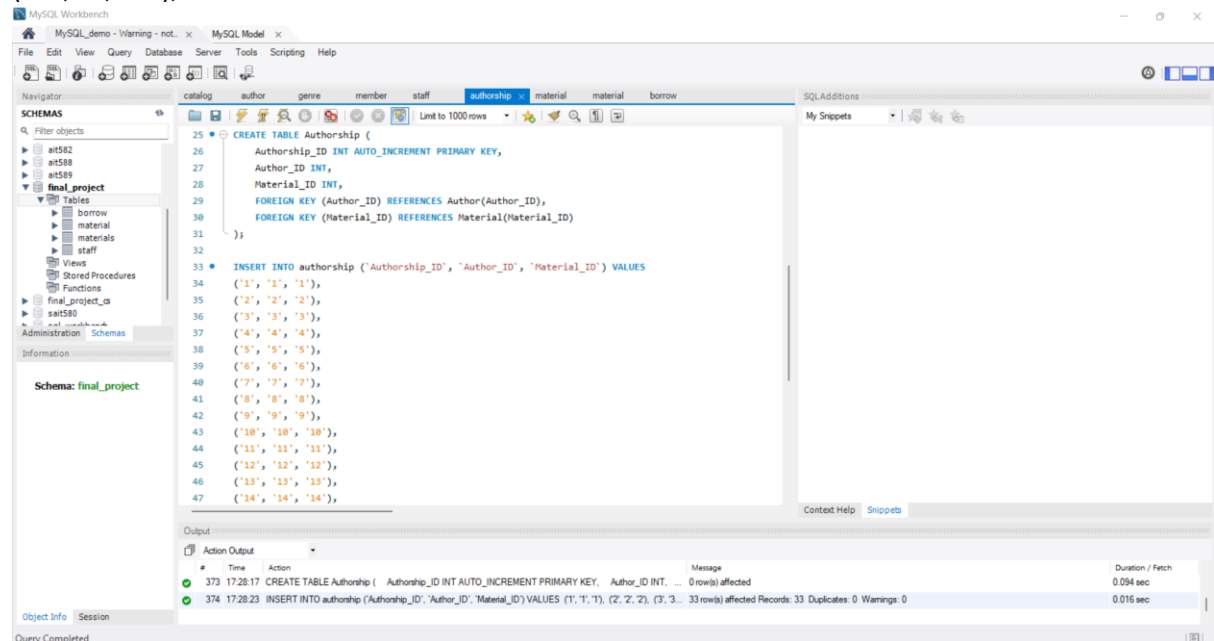 MySQL Workbench
MySQL_demo - Warning - not... × MySQL Model ×
File Edit View Query Database Server Tools Scripting Help
Navigator
SCHEMAS
Filter objects
ait582
ait588
ait589
final_project
Tables
borrow
material
materials
staff
Views
Stored Procedures
Functions
final_project_cs
sait580
Administration Schemas
Information
Schema: final_project
Object Info Session
Query Completed
catalog author genre member staff authorship × material material borrow
Limit to 1000 rows
25 CREATE TABLE Authorship (
26 Authorship_ID INT AUTO_INCREMENT PRIMARY KEY,
27 Author_ID INT,
28 Material_ID INT,
29 FOREIGN KEY (Author_ID) REFERENCES Author(Author_ID),
30 FOREIGN KEY (Material_ID) REFERENCES Material(Material_ID)
31 );
32
33 INSERT INTO authorship (`Authorship_ID`, `Author_ID`, `Material_ID`) VALUES
34 ('1', '1', '1'),
35 ('2', '2', '2'),
36 ('3', '3', '3'),
37 ('4', '4', '4'),
38 ('5', '5', '5'),
39 ('6', '6', '6'),
40 ('7', '7', '7'),
41 ('8', '8', '8'),
42 ('9', '9', '9'),
43 ('10', '10', '10'),
44 ('11', '11', '11'),
45 ('12', '12', '12'),
46 ('13', '13', '13'),
47 ('14', '14', '14'),
SQLAdditions
My Snippets
Context Help Snippets
Output
Action Output
# Time Action Message Duration / Fetch
373 17:28:17 CREATE TABLE Authorship ( Authorship_ID INT AUTO_INCREMENT PRIMARY KEY, Author_ID INT, ... 0 row(s) affected 0.094 sec
374 17:28:23 INSERT INTO authorship (`Authorship_ID`, `Author_ID`, `Material_ID`) VALUES ('1', '1', '1'), ('2', '2', '2'), ('3', '3... 33 row(s) affected Records: 33 Duplicates: 0 Warnings: 0 0.016 sec